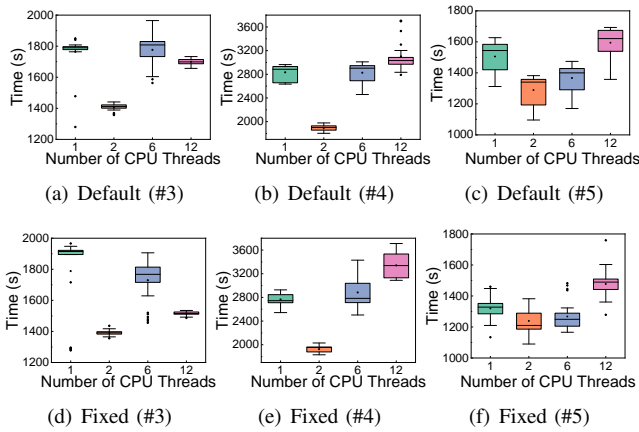 2000
1800
1600
1400
1200
Time (s)
1 2 6 12
Number of CPU Threads
(a) Default (#3)
3600
3200
2800
2400
2000
Time (s)
1 2 6 12
Number of CPU Threads
(b) Default (#4)
1800
1600
1400
1200
1000
Time (s)
1 2 6 12
Number of CPU Threads
(c) Default (#5)
2000
1800
1600
1400
1200
Time (s)
1 2 6 12
Number of CPU Threads
(d) Fixed (#3)
3600
3200
2800
2400
2000
Time (s)
1 2 6 12
Number of CPU Threads
(e) Fixed (#4)
1800
1600
1400
1200
1000
Time (s)
1 2 6 12
Number of CPU Threads
(f) Fixed (#5)